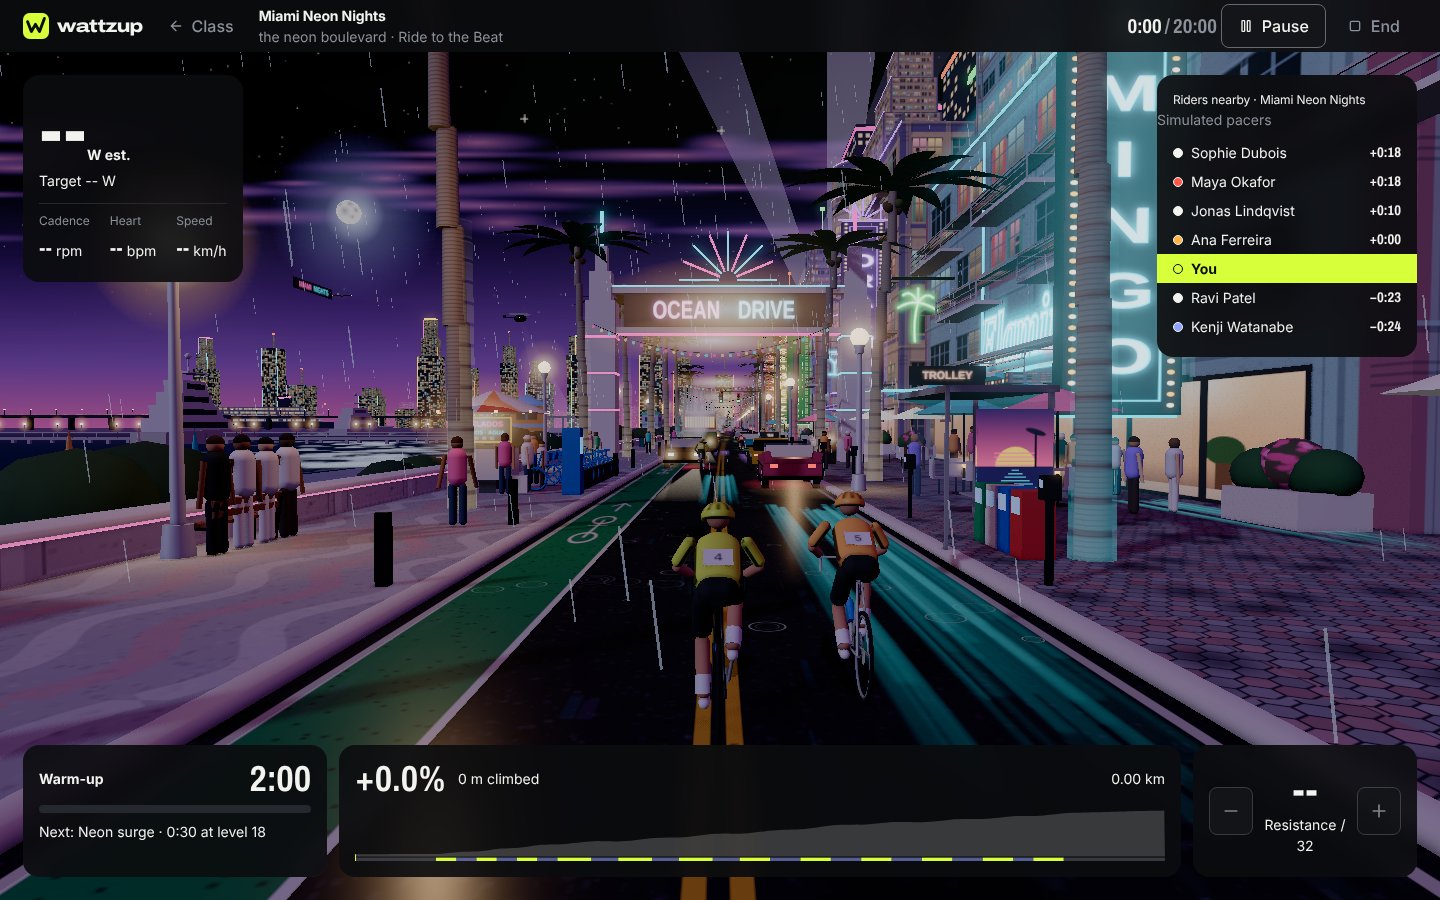 wattzup
Class
Miami Neon Nights
the neon boulevard · Ride to the Beat
0:00 / 20:00
Pause
End
-- W est.
Target -- W
Cadence Heart Speed
-- rpm -- bpm -- km/h
Riders nearby · Miami Neon Nights
Simulated pacers
Sophie Dubois +0:18
Maya Okafor +0:18
Jonas Lindqvist +0:10
Ana Ferreira +0:00
You
Ravi Patel −0:23
Kenji Watanabe −0:24
MIAMI NIGHTS
OCEAN DRIVE
MINGO
TROLLEY
4
5
Warm-up 2:00
Next: Neon surge · 0:30 at level 18
+0.0% 0 m climbed 0.00 km
--
Resistance /
32